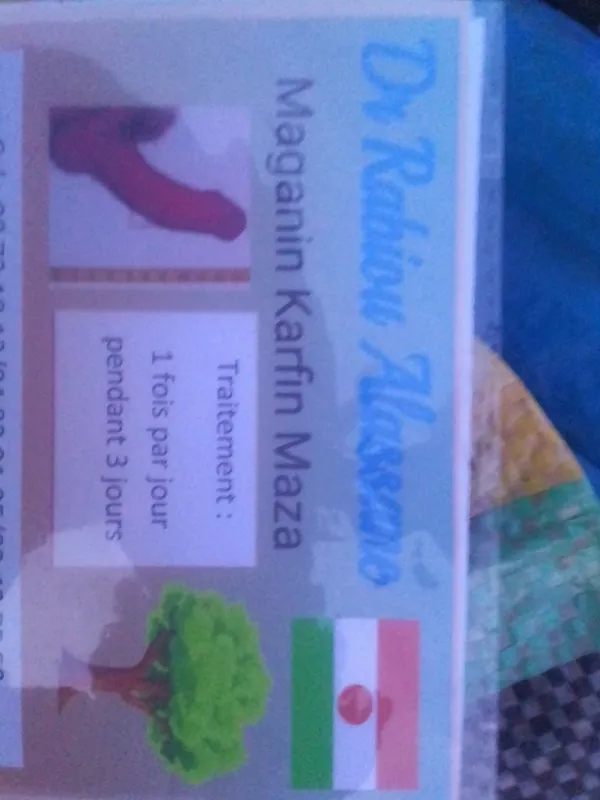 Dr Rabiou Alassane
Maganin Karfin Maza
Traitement :
1 fois par jour
pendant 3 jours